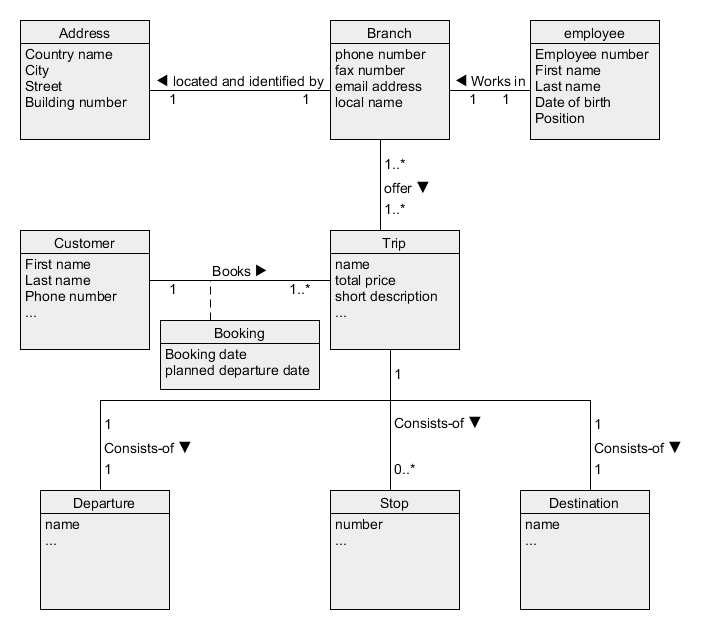 Address
Country name
City
Street
Building number
◀ located and identified by
1
1
Branch
phone number
fax number
email address
local name
◀ Works in
1
1
employee
Employee number
First name
Last name
Date of birth
Position
1..*
offer ▼
1..*
Customer
First name
Last name
Phone number
...
Books ▶
1
1..*
Booking
Booking date
planned departure date
Trip
name
total price
short description
...
1
1
Consists-of ▼
1
Consists-of ▼
0..*
1
Consists-of ▼
1
Departure
name
...
Stop
number
...
Destination
name
...